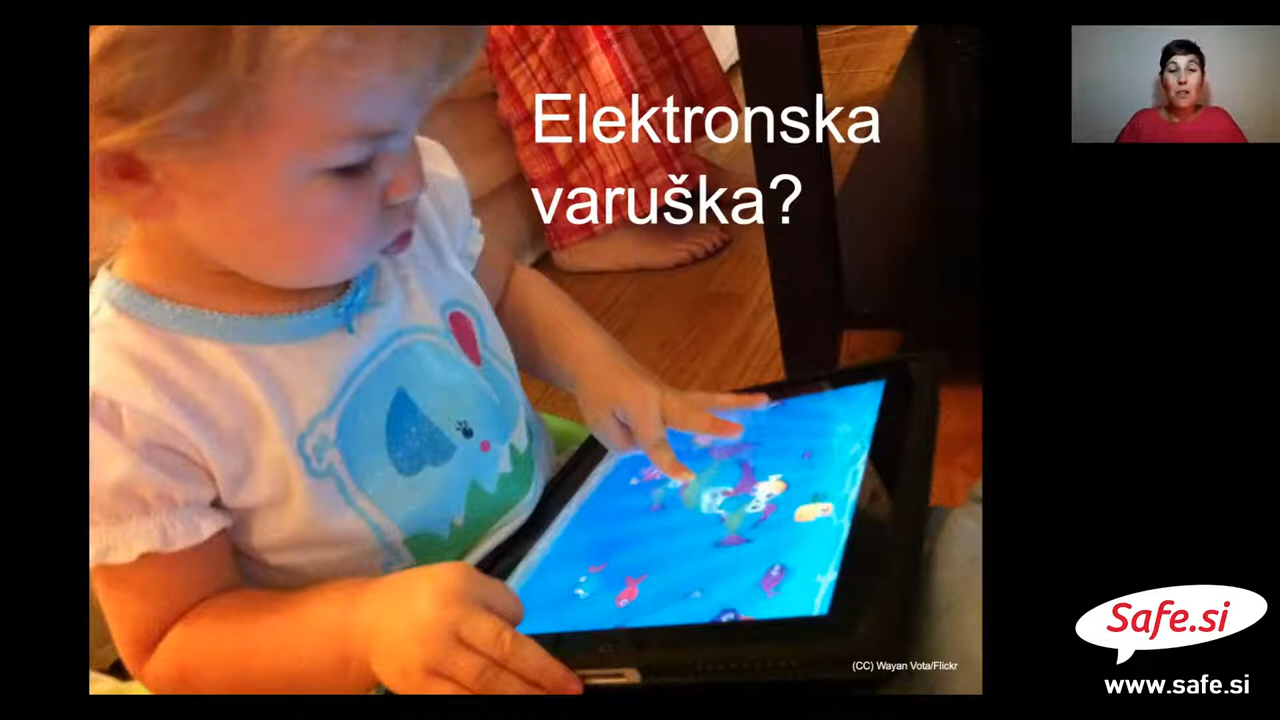 Elektronska
varuška?
(CC) Wayan Vota/Flickr
Safe.si
www.safe.si